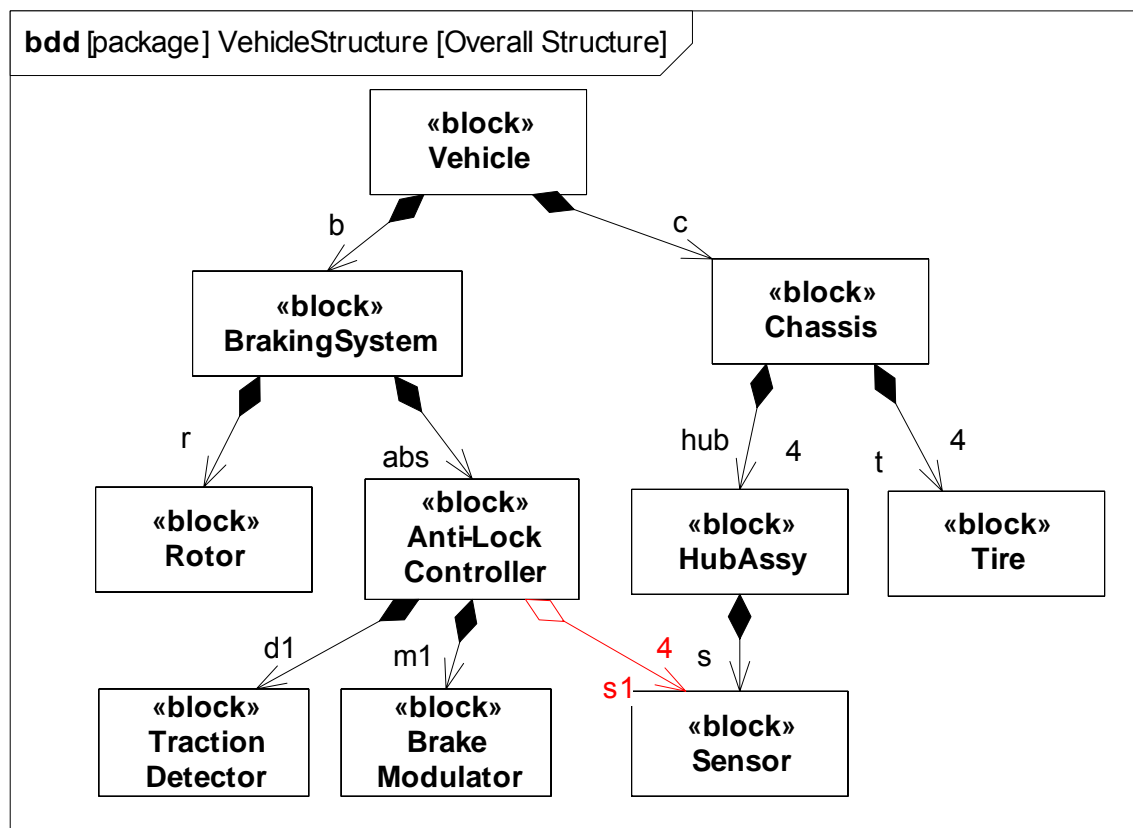 bdd [package] VehicleStructure [Overall Structure]
«block»
Vehicle
b
c
«block»
BrakingSystem
«block»
Chassis
r
abs
hub
4
t
4
«block»
Rotor
«block»
Anti-Lock
Controller
«block»
HubAssy
«block»
Tire
d1
m1
4
s1
s
«block»
Traction
Detector
«block»
Brake
Modulator
«block»
Sensor